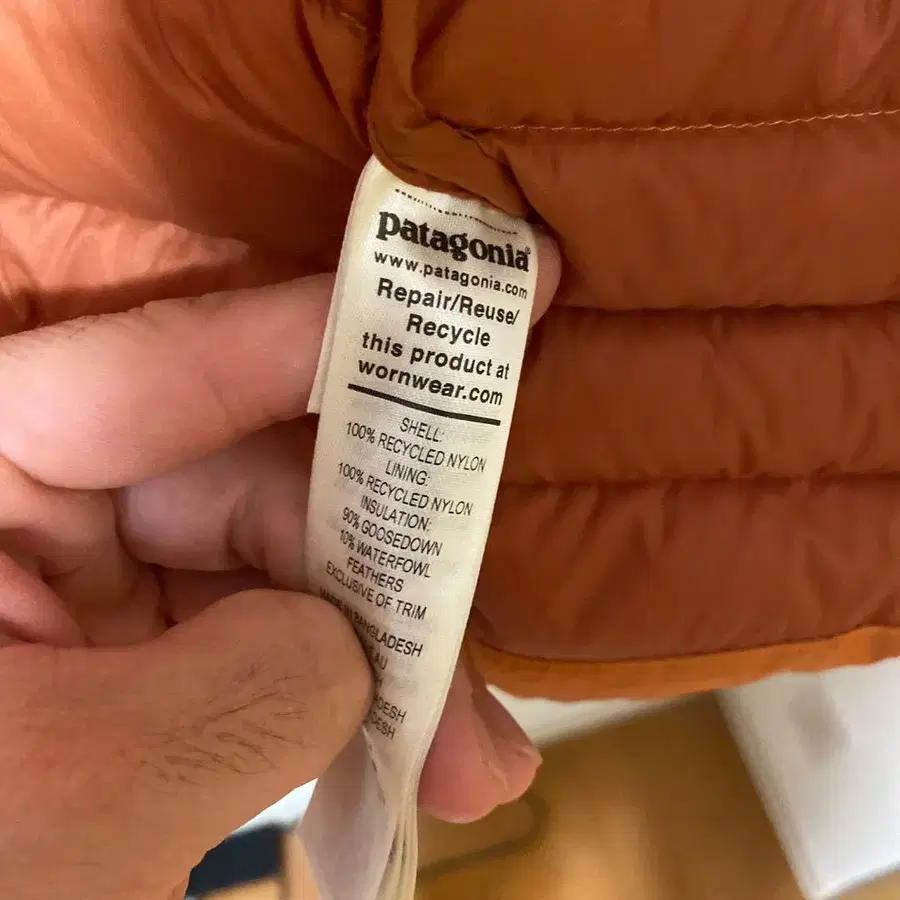 patagonia®
www.patagonia.com
Repair/Reuse/
Recycle
this product at
wornwear.com
SHELL:
100% RECYCLED NYLON
LINING:
100% RECYCLED NYLON
INSULATION:
90% GOOSEDOWN
10% WATERFOWL
FEATHERS
EXCLUSIVE OF TRIM
MADE IN BANGLADESH